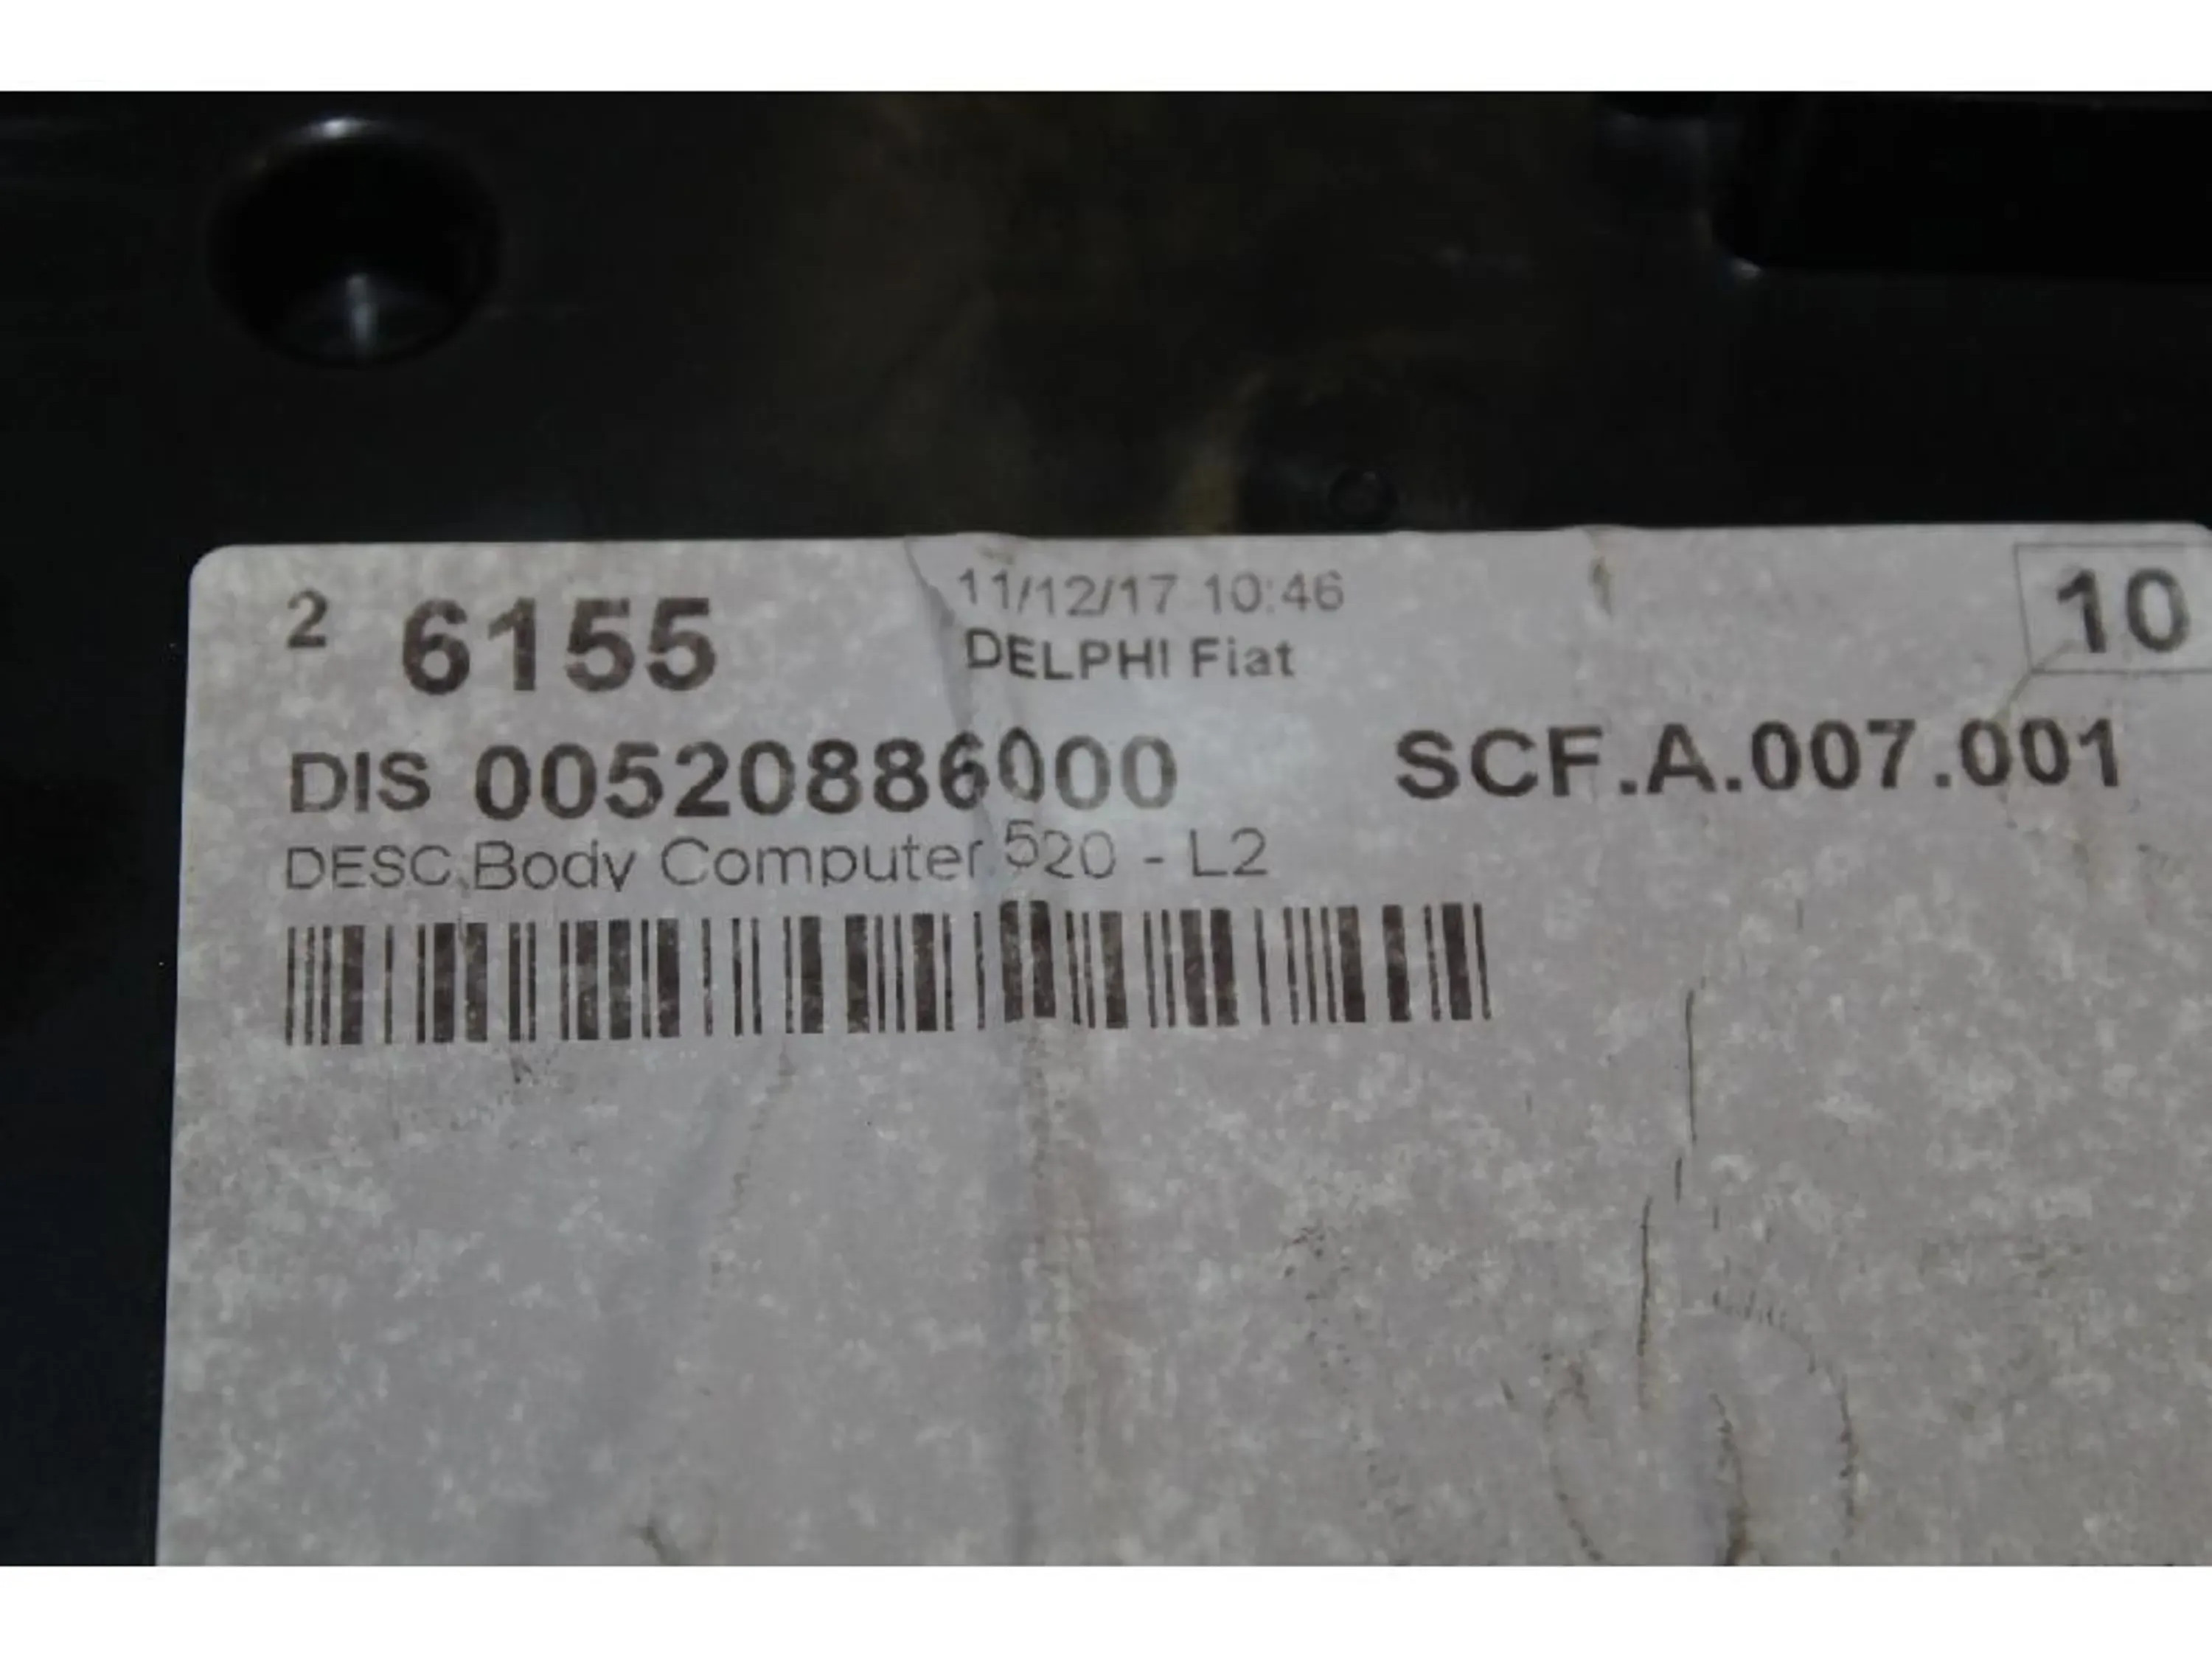 2 6155 11/12/17 10:46 10
DELPHI Fiat
DIS 00520886000 SCF.A.007.001
DESC.Body Computer 520 - L2